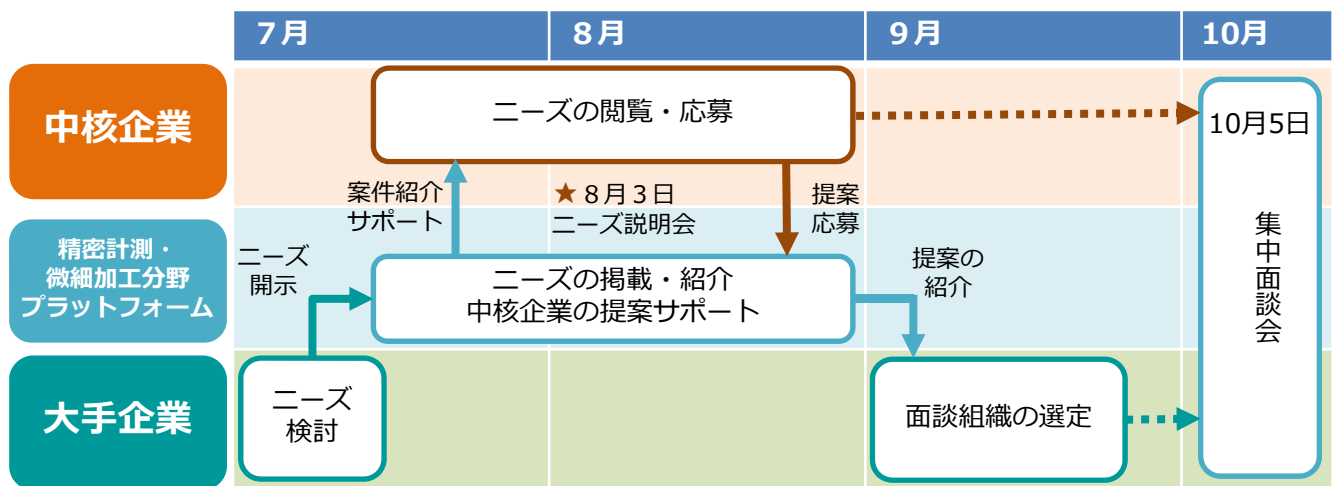 7月
8月
9月
10月
中核企業
ニーズの閲覧・応募
10月5日
集中面談会
案件紹介
サポート
★８月３日
ニーズ説明会
提案
応募
精密計測・
微細加工分野
プラットフォーム
ニーズ
開示
ニーズの掲載・紹介
中核企業の提案サポート
提案の
紹介
大手企業
ニーズ
検討
面談組織の選定